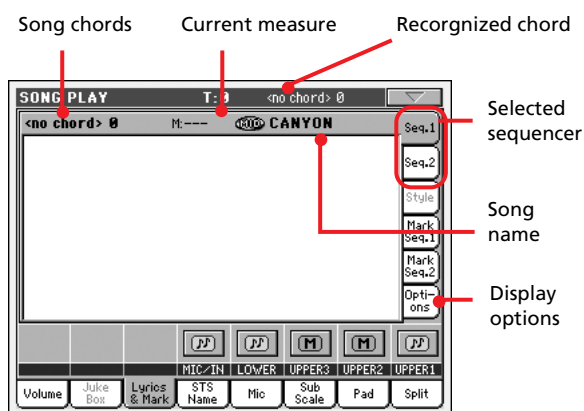 Song chords Current measure Recorgnized chord
SONG PLAY T:0 <no chord> 0
<no chord> 0 M:--- MID CANYON
Seq.1
Selected
sequencer
Seq.2
Style
Mark
Seq.1
Song
name
Mark
Seq.2
Opti-
ons
Display
options
M M
MIC/IN LOWER UPPER3 UPPER2 UPPER1
Volume Juke Box Lyrics & Mark STS Name Mic Sub Scale Pad Split